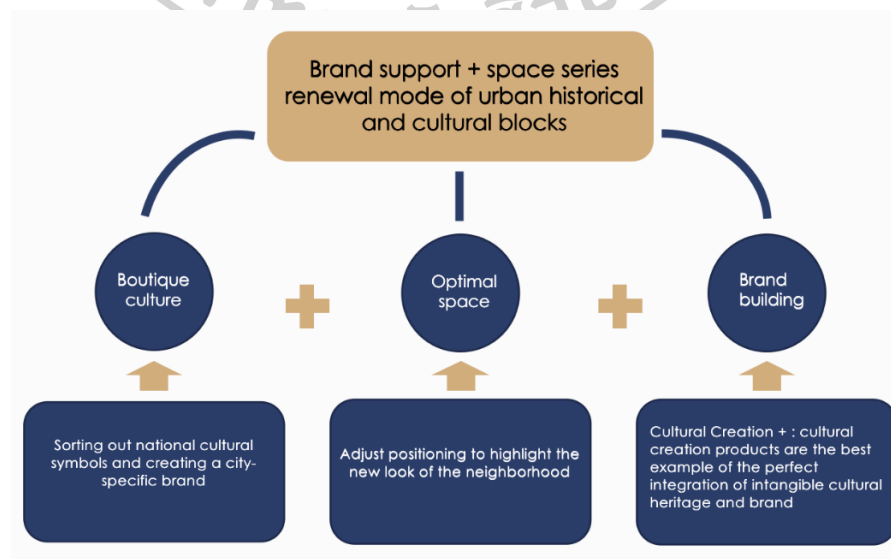 Brand support + space series
renewal mode of urban historical
and cultural blocks
Boutique
culture
Optimal
space
Brand
building
Sorting out national cultural
symbols and creating a city-
specific brand
Adjust positioning to highlight the
new look of the neighborhood
Cultural Creation + : cultural
creation products are the best
example of the perfect
integration of intangible cultural
heritage and brand